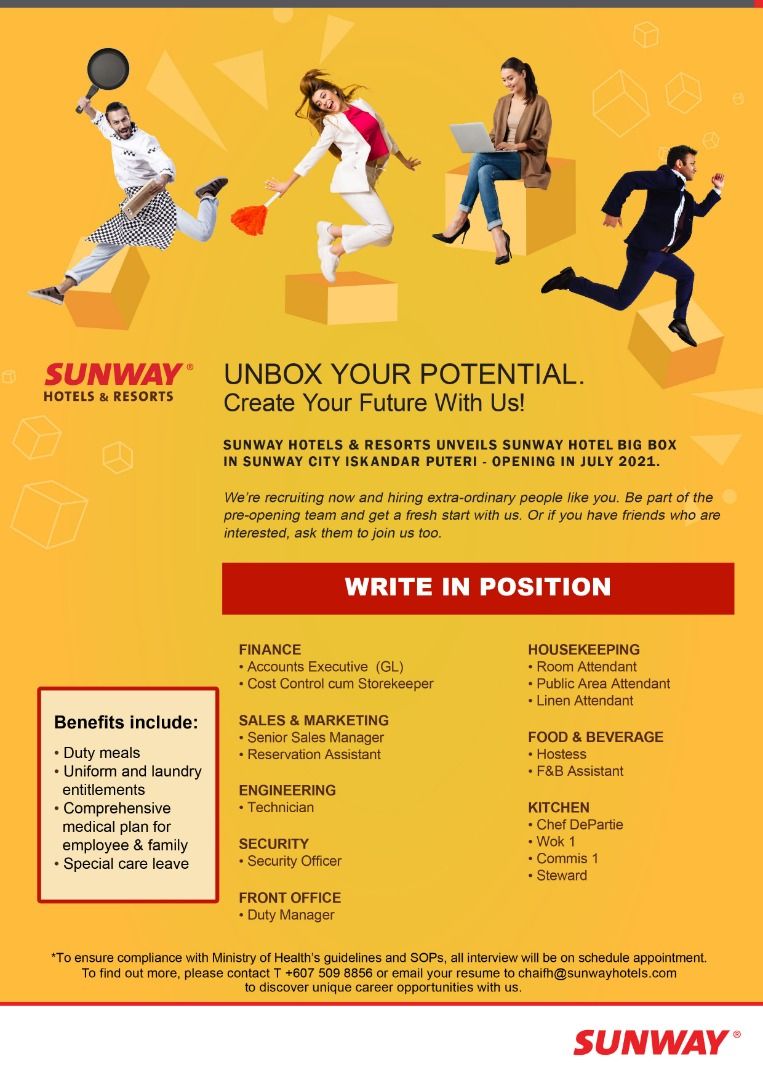 SUNWAY®
HOTELS & RESORTS
UNBOX YOUR POTENTIAL.
Create Your Future With Us!
SUNWAY HOTELS & RESORTS UNVEILS SUNWAY HOTEL BIG BOX
IN SUNWAY CITY ISKANDAR PUTERI - OPENING IN JULY 2021.
We're recruiting now and hiring extra-ordinary people like you. Be part of the
pre-opening team and get a fresh start with us. Or if you have friends who are
interested, ask them to join us too.
WRITE IN POSITION
FINANCE
• Accounts Executive (GL)
• Cost Control cum Storekeeper
SALES & MARKETING
• Senior Sales Manager
• Reservation Assistant
ENGINEERING
• Technician
SECURITY
• Security Officer
FRONT OFFICE
• Duty Manager
HOUSEKEEPING
• Room Attendant
• Public Area Attendant
• Linen Attendant
FOOD & BEVERAGE
• Hostess
• F&B Assistant
KITCHEN
• Chef DePartie
• Wok 1
• Commis 1
• Steward
Benefits include:
• Duty meals
• Uniform and laundry
entitlements
• Comprehensive
medical plan for
employee & family
• Special care leave
*To ensure compliance with Ministry of Health's guidelines and SOPs, all interview will be on schedule appointment.
To find out more, please contact T +607 509 8856 or email your resume to chaifh@sunwayhotels.com
to discover unique career opportunities with us.
SUNWAY®